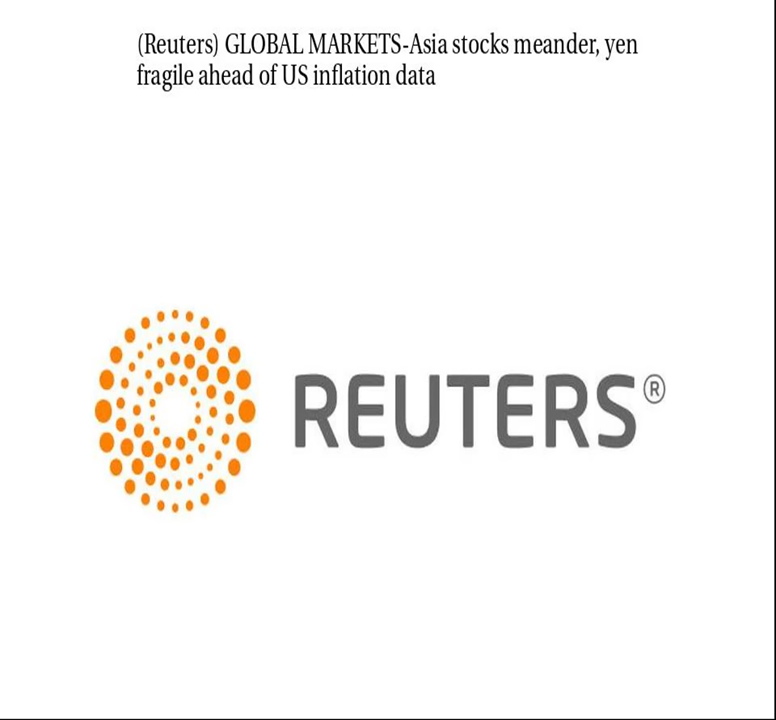 (Reuters) GLOBAL MARKETS-Asia stocks meander, yen
fragile ahead of US inflation data
REUTERS®